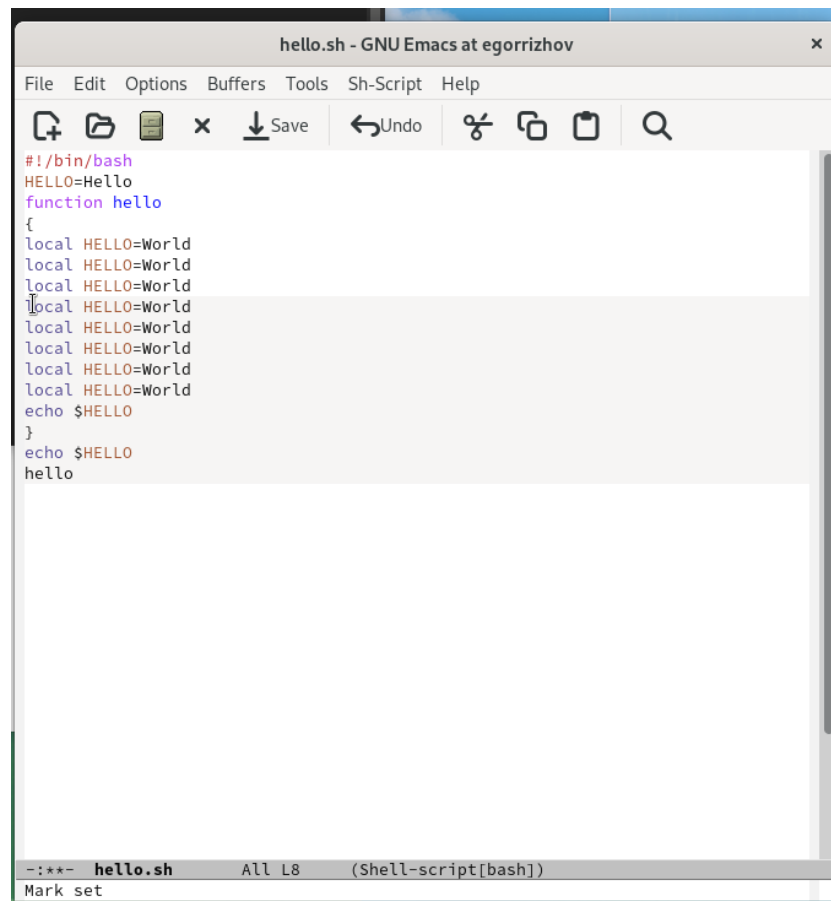 hello.sh - GNU Emacs at egorrizhov
File Edit Options Buffers Tools Sh-Script Help
Save Undo
#!/bin/bash
HELLO=Hello
function hello
{
local HELLO=World
local HELLO=World
local HELLO=World
local HELLO=World
local HELLO=World
local HELLO=World
local HELLO=World
local HELLO=World
echo $HELLO
}
echo $HELLO
hello
-:**- hello.sh All L8 (Shell-script[bash])
Mark set